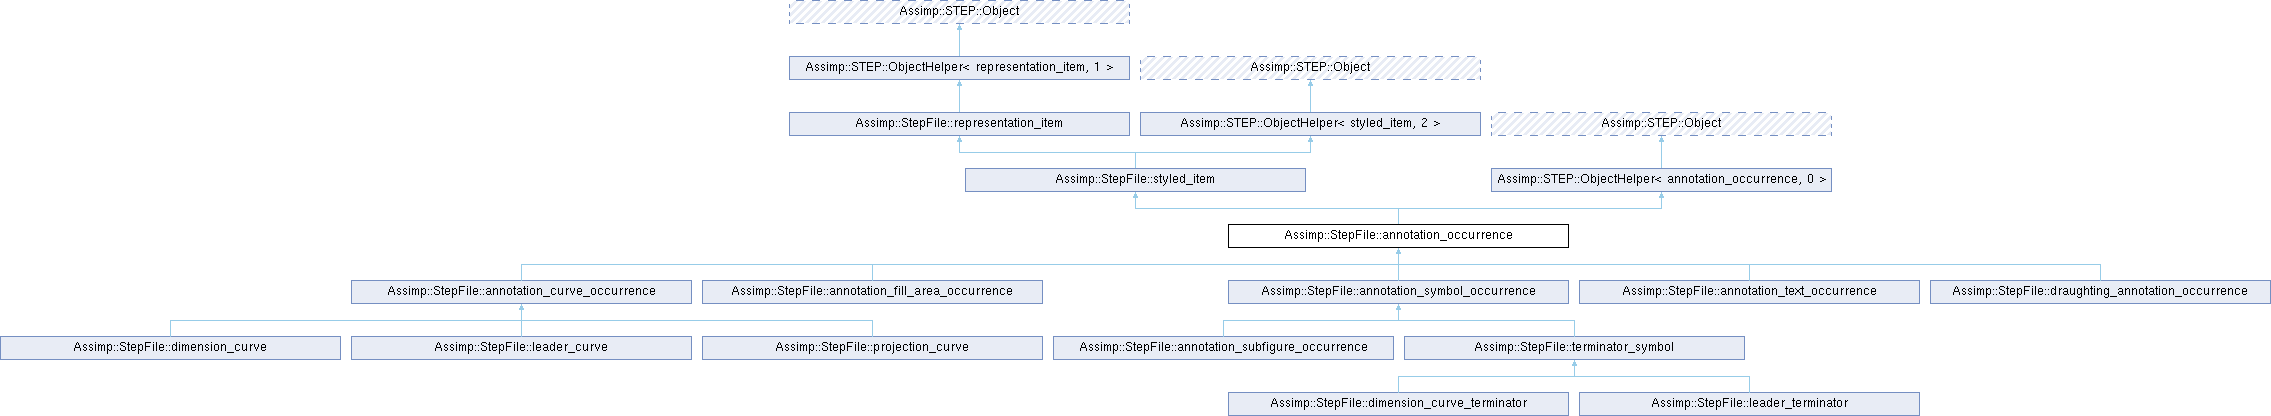 Assimp::STEP::Object
Assimp::STEP::ObjectHelper< representation_item, 1 >
Assimp::STEP::Object
Assimp::StepFile::representation_item
Assimp::STEP::ObjectHelper< styled_item, 2 >
Assimp::STEP::Object
Assimp::StepFile::styled_item
Assimp::STEP::ObjectHelper< annotation_occurrence, 0 >
Assimp::StepFile::annotation_occurrence
Assimp::StepFile::annotation_curve_occurrence
Assimp::StepFile::annotation_fill_area_occurrence
Assimp::StepFile::annotation_symbol_occurrence
Assimp::StepFile::annotation_text_occurrence
Assimp::StepFile::draughting_annotation_occurrence
Assimp::StepFile::dimension_curve
Assimp::StepFile::leader_curve
Assimp::StepFile::projection_curve
Assimp::StepFile::annotation_subfigure_occurrence
Assimp::StepFile::terminator_symbol
Assimp::StepFile::dimension_curve_terminator
Assimp::StepFile::leader_terminator